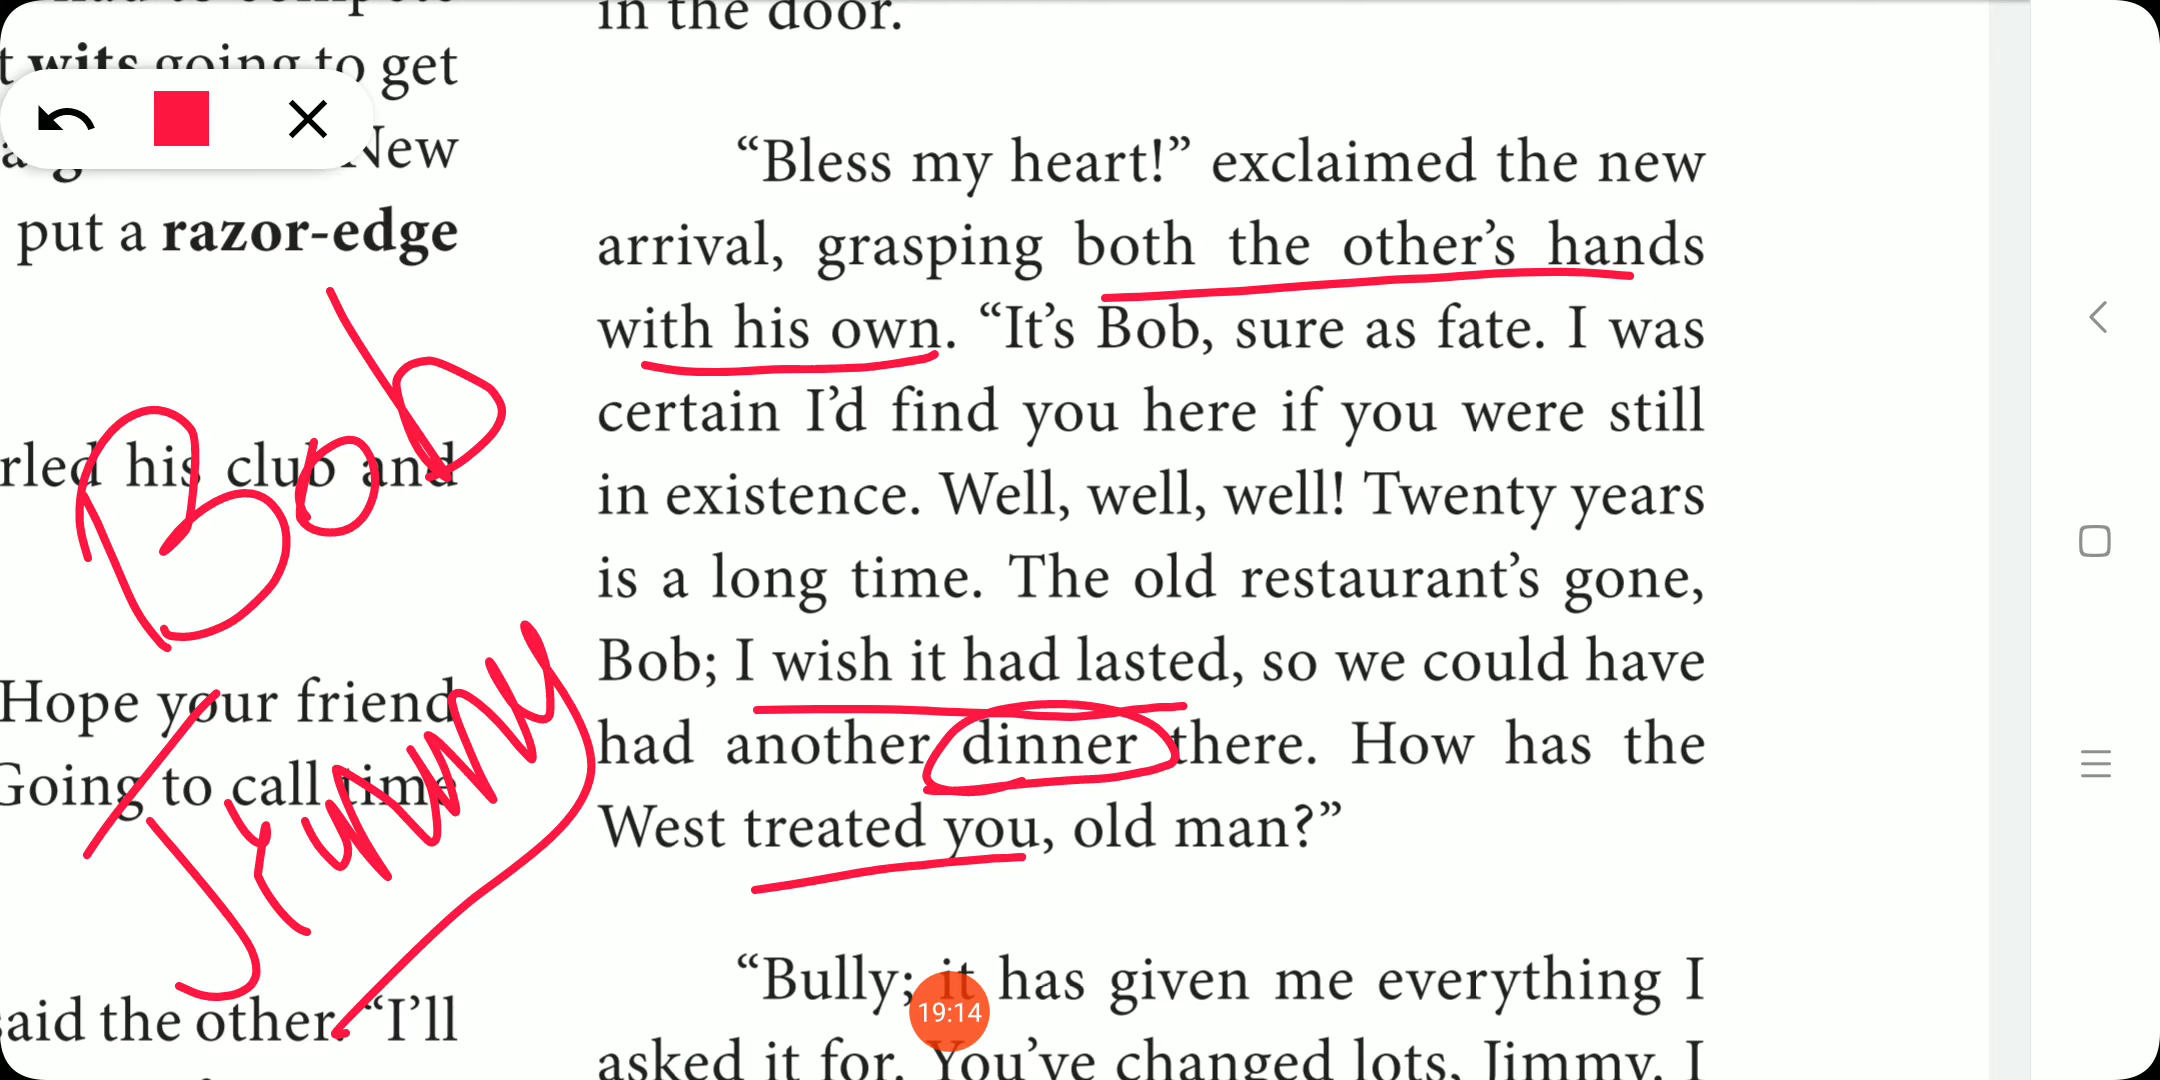 had to compete
t wits going to get
New
put a razor-edge
Bob
rled his club and
Hope your friend
Going to call time
Jimmy
said the other. “I’ll
in the door.
“Bless my heart!” exclaimed the new
arrival, grasping both the other’s hands
with his own. “It’s Bob, sure as fate. I was
certain I’d find you here if you were still
in existence. Well, well, well! Twenty years
is a long time. The old restaurant’s gone,
Bob; I wish it had lasted, so we could have
had another dinner there. How has the
West treated you, old man?”
“Bully; it has given me everything I
asked it for. You’ve changed lots, Jimmy. I
19:14